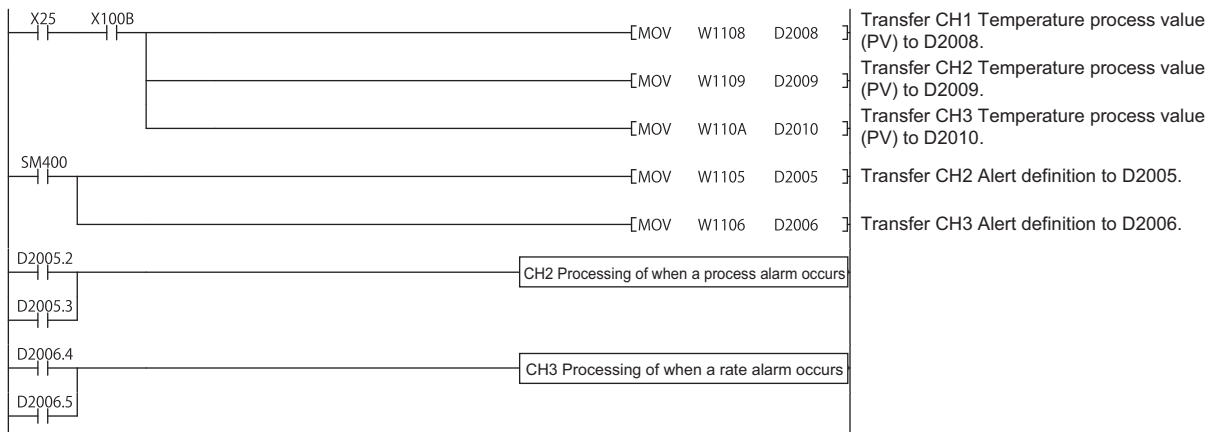 X25 X100B
MOV W1108 D2008
Transfer CH1 Temperature process value
(PV) to D2008.
MOV W1109 D2009
Transfer CH2 Temperature process value
(PV) to D2009.
MOV W110A D2010
Transfer CH3 Temperature process value
(PV) to D2010.
SM400
MOV W1105 D2005
Transfer CH2 Alert definition to D2005.
MOV W1106 D2006
Transfer CH3 Alert definition to D2006.
D2005.2
CH2 Processing of when a process alarm occurs
D2005.3
D2006.4
CH3 Processing of when a rate alarm occurs
D2006.5